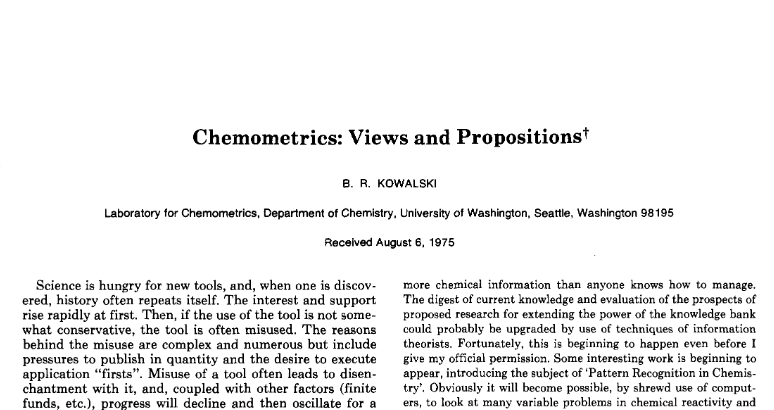 Chemometrics: Views and Propositions†
B. R. KOWALSKI
Laboratory for Chemometrics, Department of Chemistry, University of Washington, Seattle, Washington 98195
Received August 6, 1975
Science is hungry for new tools, and, when one is discov-
ered, history often repeats itself. The interest and support
rise rapidly at first. Then, if the use of the tool is not some-
what conservative, the tool is often misused. The reasons
behind the misuse are complex and numerous but include
pressures to publish in quantity and the desire to execute
application “firsts”. Misuse of a tool often leads to disen-
chantment with it, and, coupled with other factors (finite
funds, etc.), progress will decline and then oscillate for a
more chemical information than anyone knows how to manage.
The digest of current knowledge and evaluation of the prospects of
proposed research for extending the power of the knowledge bank
could probably be upgraded by use of techniques of information
theorists. Fortunately, this is beginning to happen even before I
give my official permission. Some interesting work is beginning to
appear, introducing the subject of ‘Pattern Recognition in Chemis-
try’. Obviously it will become possible, by shrewd use of comput-
ers, to look at many variable problems in chemical reactivity and